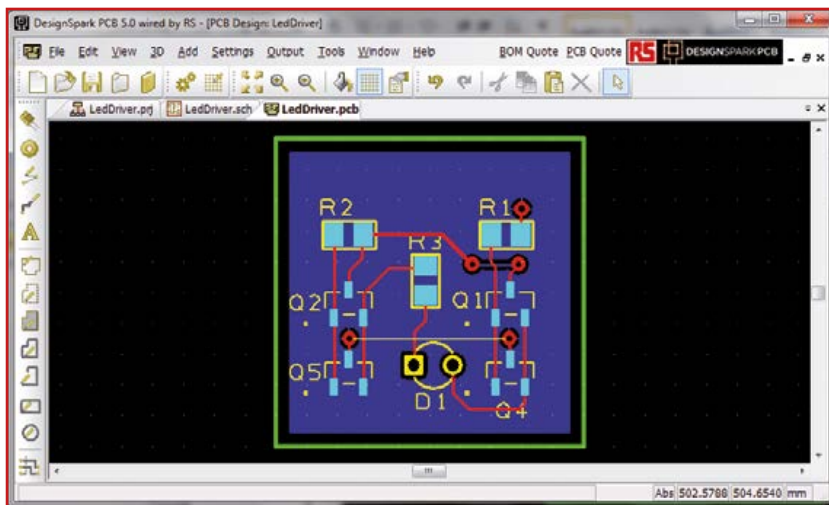 DesignSpark PCB 5.0 wired by RS - [PCB Design: LedDriver]
File Edit View 3D Add Settings Output Tools Window Help BOM Quote PCB Quote RS DESIGNSPARK PCB
LedDriver.prj LedDriver.sch LedDriver.pcb
R2 R1
R3
Q2 Q1
Q5
D1 Q4
Abs 502.5788 504.6540 mm